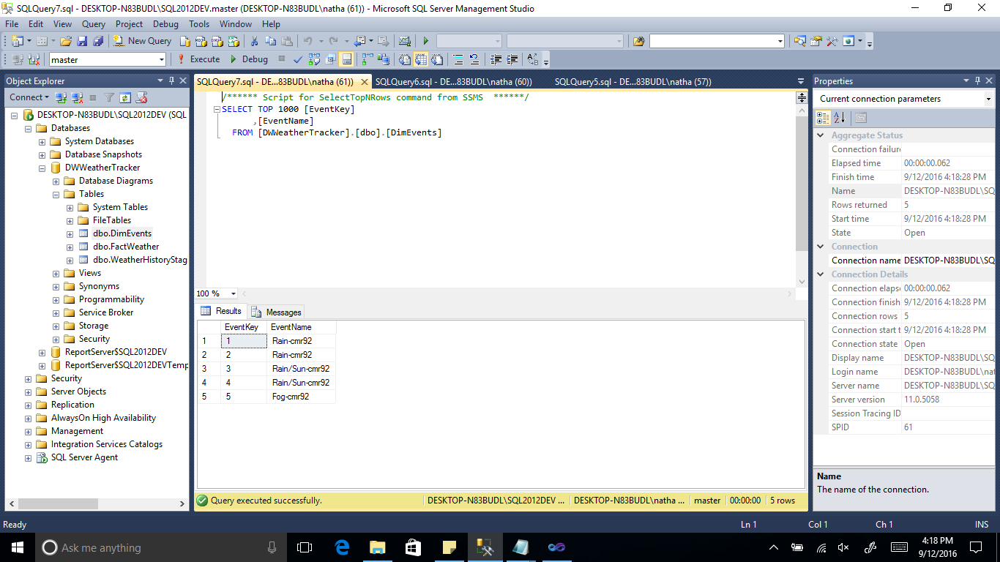 SQLQuery7.sql - DESKTOP-N83BUDL\SQL2012DEV.master (DESKTOP-N83BUDL\natha (61)) - Microsoft SQL Server Management Studio
File Edit View Query Project Debug Tools Window Help
New Query
master Execute Debug
Object Explorer
Connect
DESKTOP-N83BUDL\SQL2012DEV (SQL
Databases
System Databases
Database Snapshots
DWWeatherTracker
Database Diagrams
Tables
System Tables
FileTables
dbo.DimEvents
dbo.FactWeather
dbo.WeatherHistoryStag
Views
Synonyms
Programmability
Service Broker
Storage
Security
ReportServer$SQL2012DEV
ReportServer$SQL2012DEVTemp
Security
Server Objects
Replication
AlwaysOn High Availability
Management
Integration Services Catalogs
SQL Server Agent
SQLQuery7.sql - DE...83BUDL\natha (61)) SQLQuery6.sql - DE...83BUDL\natha (60)) SQLQuery5.sql - DE...83BUDL\natha (57))
/****** Script for SelectTopNRows command from SSMS ******/
SELECT TOP 1000 [EventKey]
,[EventName]
FROM [DWWeatherTracker].[dbo].[DimEvents]
100 %
Results Messages
EventKey EventName
1 1 Rain-cmr92
2 2 Rain-cmr92
3 3 Rain/Sun-cmr92
4 4 Rain/Sun-cmr92
5 5 Fog-cmr92
Query executed successfully. DESKTOP-N83BUDL\SQL2012DEV ... DESKTOP-N83BUDL\natha ... master 00:00:00 5 rows
Properties
Current connection parameters
Aggregate Status
Connection failure
Elapsed time 00:00:00.062
Finish time 9/12/2016 4:18:28 PM
Name DESKTOP-N83BUDL\SQ
Rows returned 5
Start time 9/12/2016 4:18:28 PM
State Open
Connection
Connection name DESKTOP-N83BUDL\SQ
Connection Details
Connection elapse 00:00:00.062
Connection finish 9/12/2016 4:18:28 PM
Connection rows 5
Connection start t 9/12/2016 4:18:28 PM
Connection state Open
Display name DESKTOP-N83BUDL\SQ
Login name DESKTOP-N83BUDL\nat
Server name DESKTOP-N83BUDL\SQ
Server version 11.0.5058
Session Tracing ID
SPID 61
Name
The name of the connection.
Ready Ln 1 Col 1 Ch 1 INS
Ask me anything 4:18 PM
9/12/2016